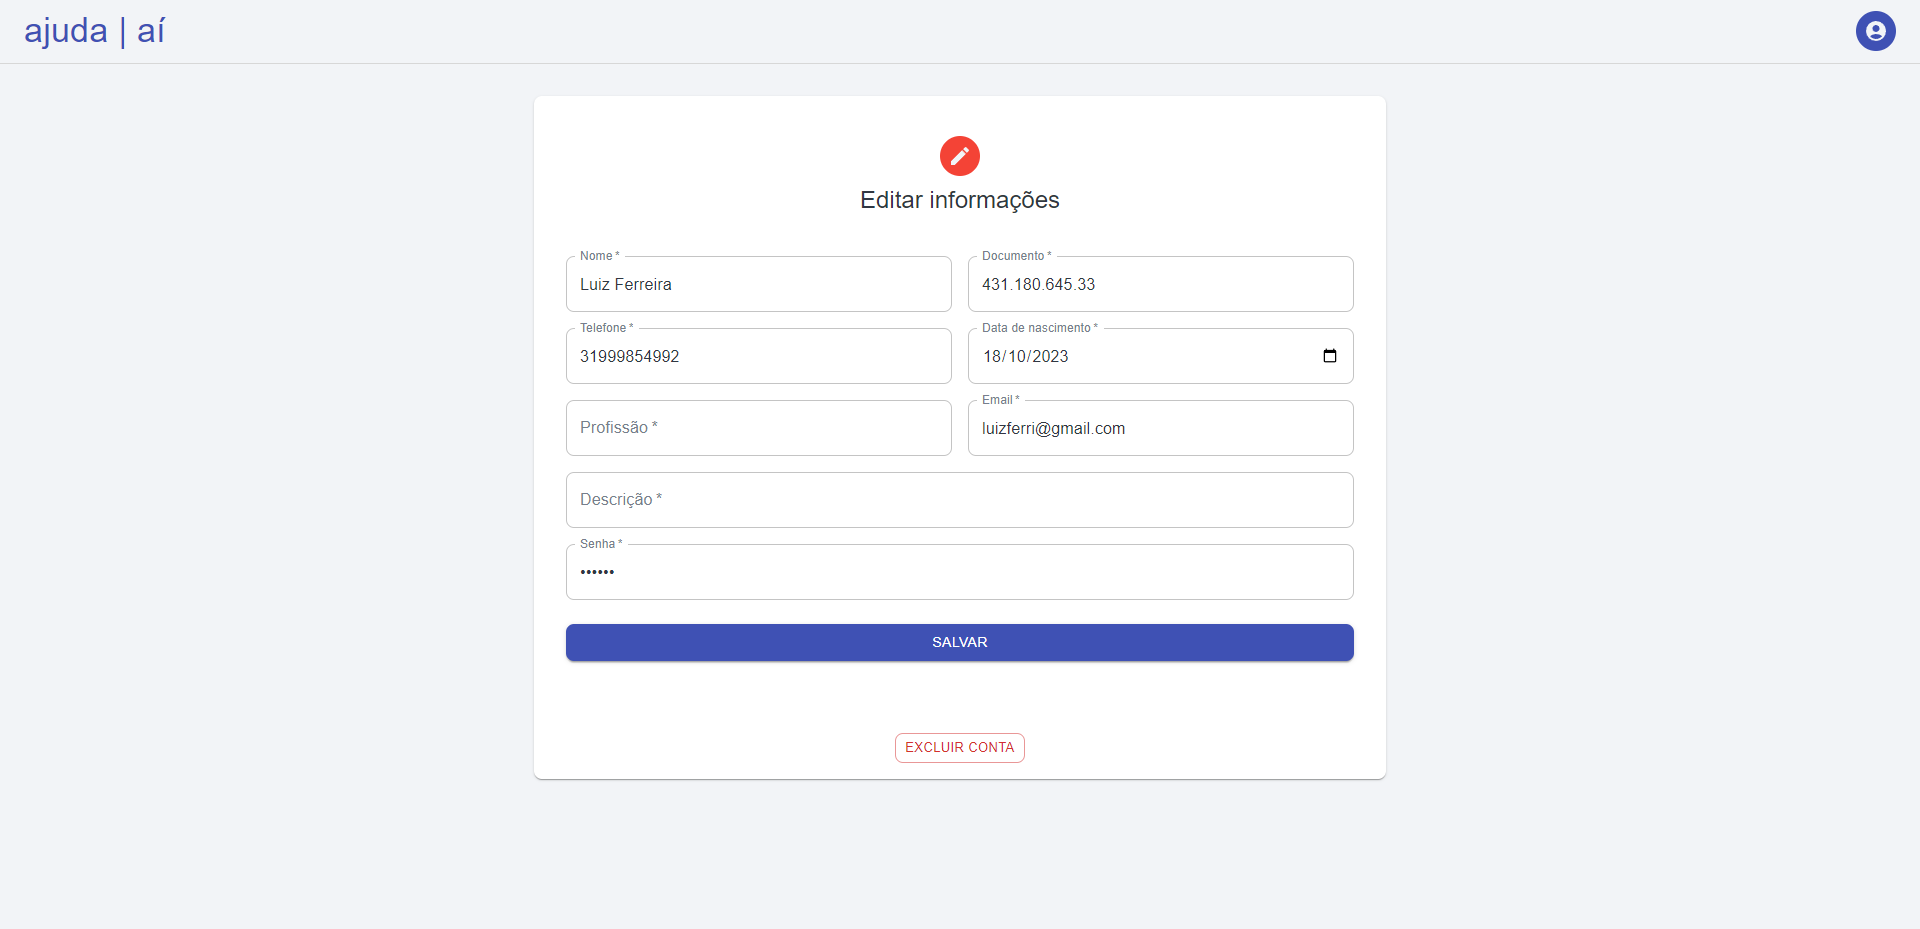 ajuda | aí
Editar informações
Nome *
Luiz Ferreira
Documento *
431.180.645.33
Telefone *
31999854992
Data de nascimento *
18/10/2023
Profissão *
Email *
luizferri@gmail.com
Descrição *
Senha *
••••••
SALVAR
EXCLUIR CONTA